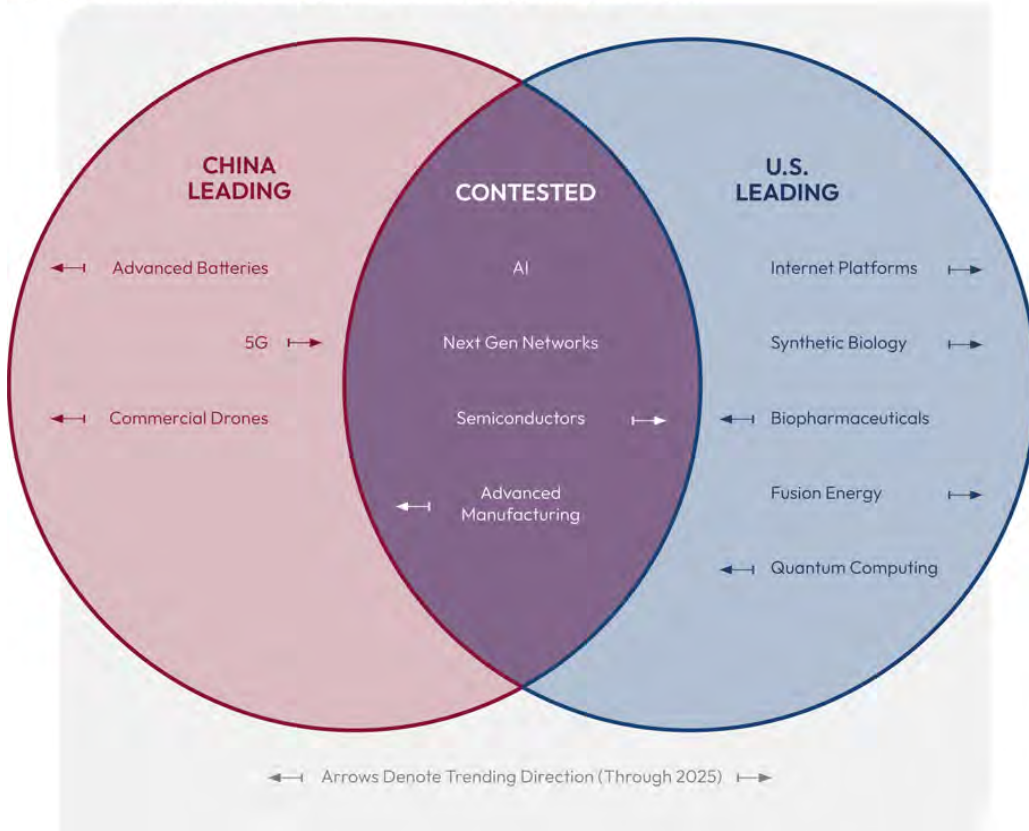 CHINA
LEADING
CONTESTED
U.S.
LEADING
Advanced Batteries
AI
Internet Platforms
5G
Next Gen Networks
Synthetic Biology
Commercial Drones
Semiconductors
Biopharmaceuticals
Advanced
Manufacturing
Fusion Energy
Quantum Computing
Arrows Denote Trending Direction (Through 2025)